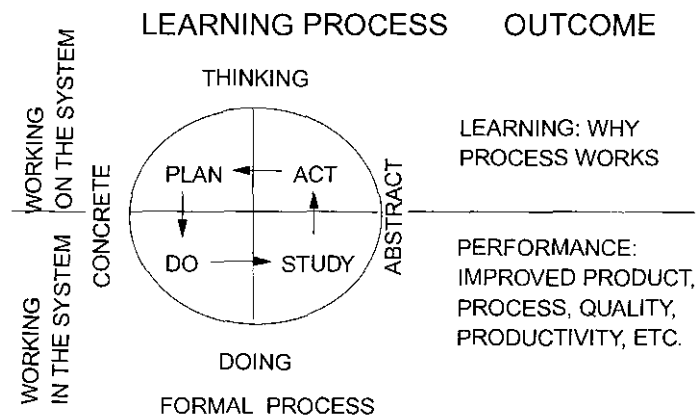 LEARNING PROCESS OUTCOME
THINKING
WORKING
ON THE SYSTEM
CONCRETE
PLAN ACT
ABSTRACT
LEARNING: WHY
PROCESS WORKS
WORKING
IN THE SYSTEM
DO STUDY
PERFORMANCE:
IMPROVED PRODUCT,
PROCESS, QUALITY,
PRODUCTIVITY, ETC.
DOING
FORMAL PROCESS